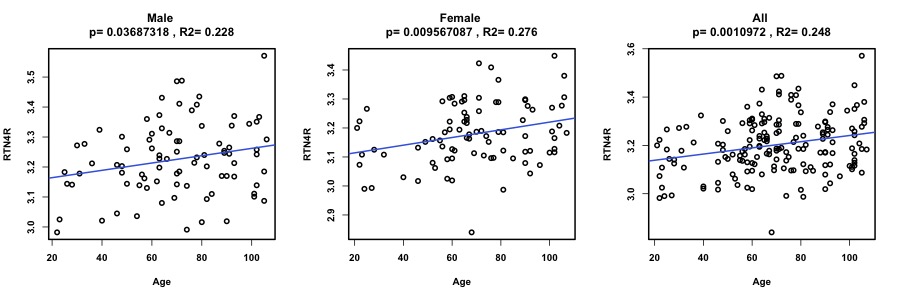 Male
p= 0.03687318 , R2= 0.228
RTN4R
3.0 3.1 3.2 3.3 3.4 3.5
20 40 60 80 100
Age
Female
p= 0.009567087 , R2= 0.276
RTN4R
2.9 3.0 3.1 3.2 3.3 3.4
20 40 60 80 100
Age
All
p= 0.0010972 , R2= 0.248
RTN4R
3.0 3.2 3.4 3.6
20 40 60 80 100
Age